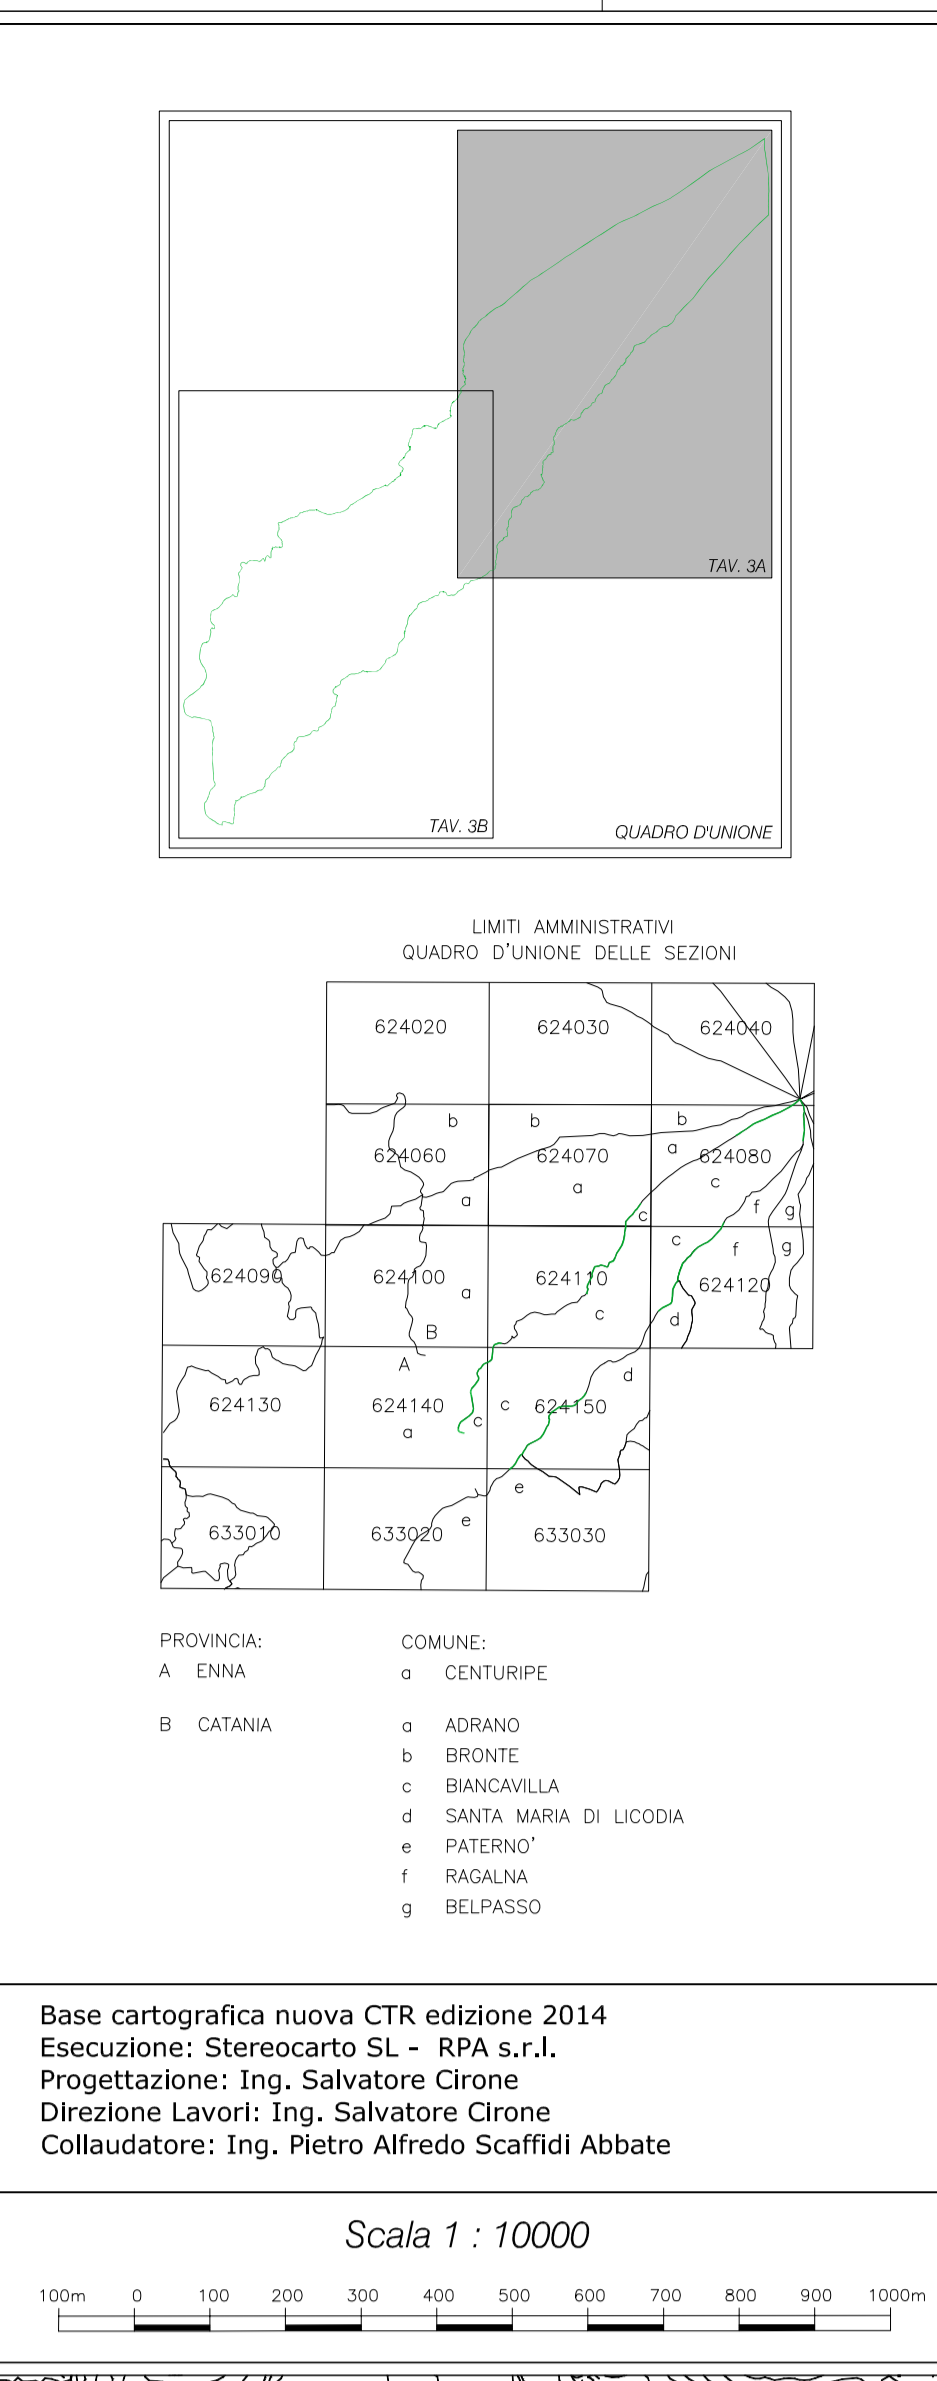 TAV. 3A
TAV. 3B
QUADRO D'UNIONE
LIMITI AMMINISTRATIVI
QUADRO D'UNIONE DELLE SEZIONI
624020 624030 624040
b b b
a
624060 624070 624080
a a c
c f g
c f g
624090 624100 624110 624120
a c d
B
A d
624130 624140 624150
a c c
e
e
633010 633020 633030
PROVINCIA: COMUNE:
A ENNA a CENTURIPE
B CATANIA a ADRANO
b BRONTE
c BIANCAVILLA
d SANTA MARIA DI LICODIA
e PATERNO'
f RAGALNA
g BELPASSO
Base cartografica nuova CTR edizione 2014
Esecuzione: Stereocarto SL - RPA s.r.l.
Progettazione: Ing. Salvatore Cirone
Direzione Lavori: Ing. Salvatore Cirone
Collaudatore: Ing. Pietro Alfredo Scaffidi Abbate
Scala 1 : 10000
100m 0 100 200 300 400 500 600 700 800 900 1000m